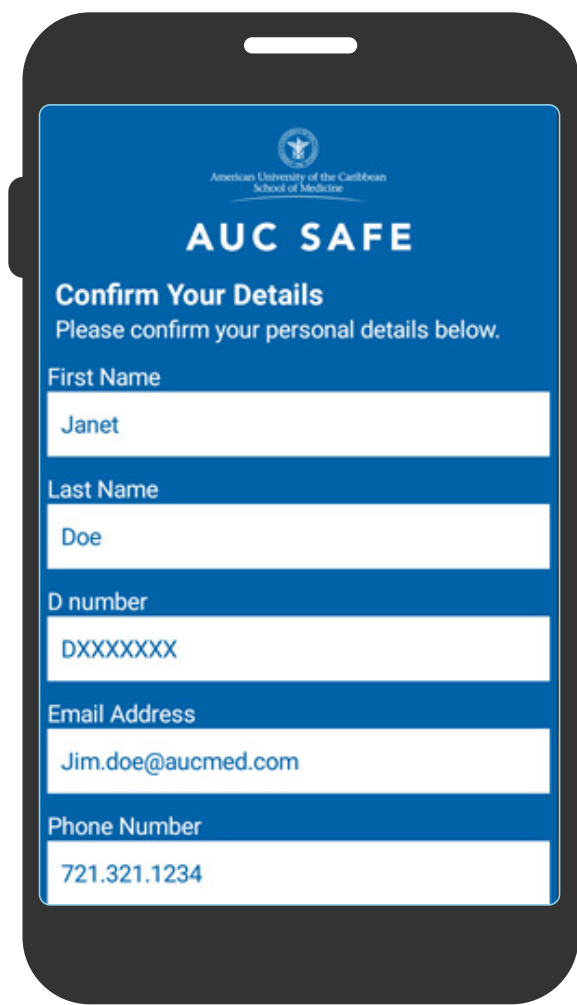 American University of the Caribbean
School of Medicine
AUC SAFE
Confirm Your Details
Please confirm your personal details below.
First Name
Janet
Last Name
Doe
D number
DXXXXXXX
Email Address
Jim.doe@aucmed.com
Phone Number
721.321.1234